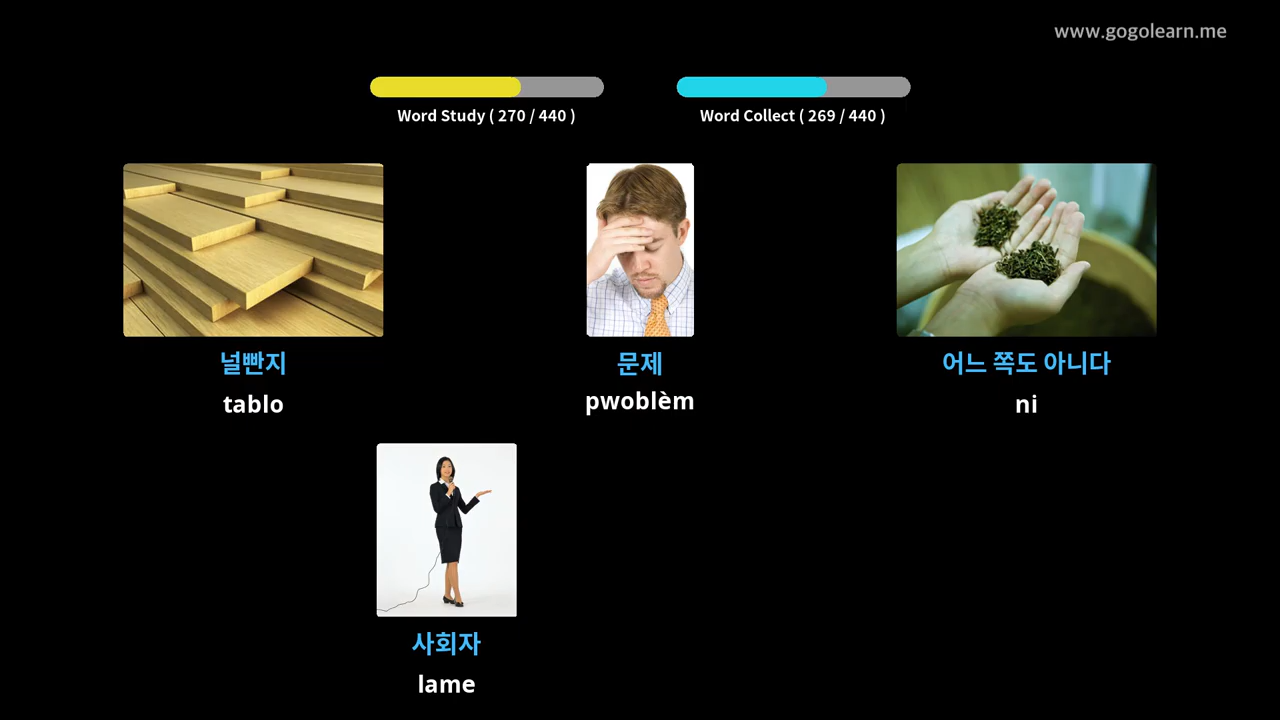 www.gogolearn.me
Word Study ( 270 / 440 )
Word Collect ( 269 / 440 )
널빤지
tablo
문제
pwoblèm
어느 쪽도 아니다
ni
사회자
lame